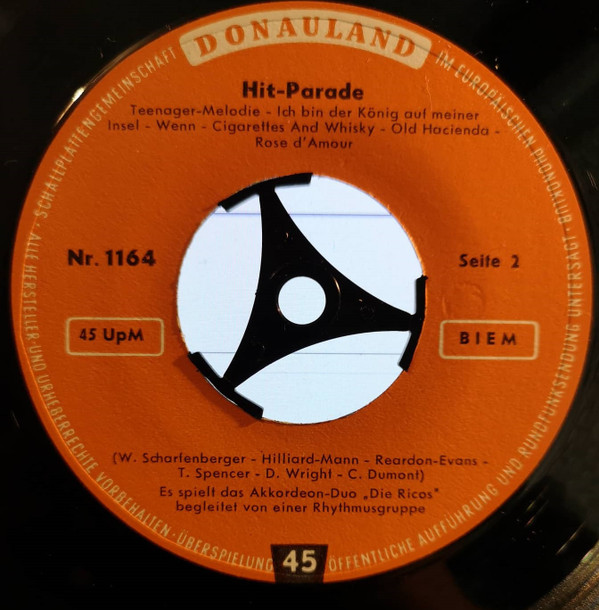 DONAULAND
SCHALLPLATTENGEMEINSCHAFT
IM EUROPÄISCHEN PHONOKLUB
Hit-Parade
Teenager-Melodie - Ich bin der König auf meiner
Insel - Wenn - Cigarettes And Whisky - Old Hacienda -
Rose d'Amour
Nr. 1164
Seite 2
45 UpM
BIEM
(W. Scharfenberger - Hilliard-Mann - Reardon-Evans -
T. Spencer - D. Wright - C. Dumont)
Es spielt das Akkordeon-Duo „Die Ricos"
begleitet von einer Rhythmusgruppe
· ALLE HERSTELLER- UND URHEBERRECHTE VORBEHALTEN · ÜBERSPIELUNG
45
ÖFFENTLICHE AUFFÜHRUNG UND RUNDFUNKSENDUNG UNTERSAGT ·